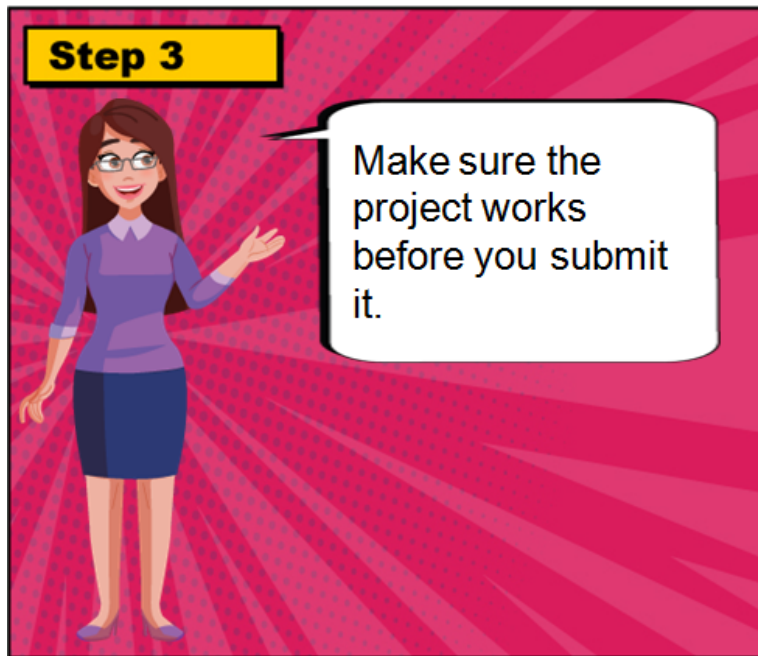 Step 3
Make sure the
project works
before you submit
it.